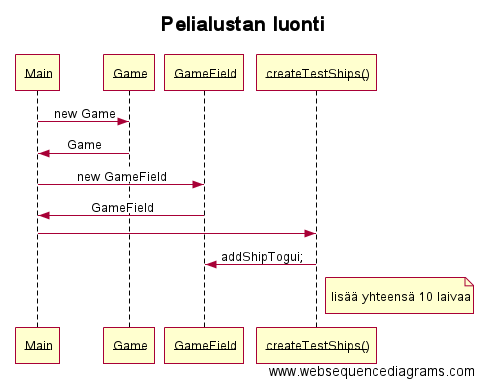 Pelialustan luonti
Main
Game
GameField
createTestShips()
new Game
Game
new GameField
GameField
addShipTogui;
lisää yhteensä 10 laivaa
Main
Game
GameField
createTestShips()
www.websequencediagrams.com